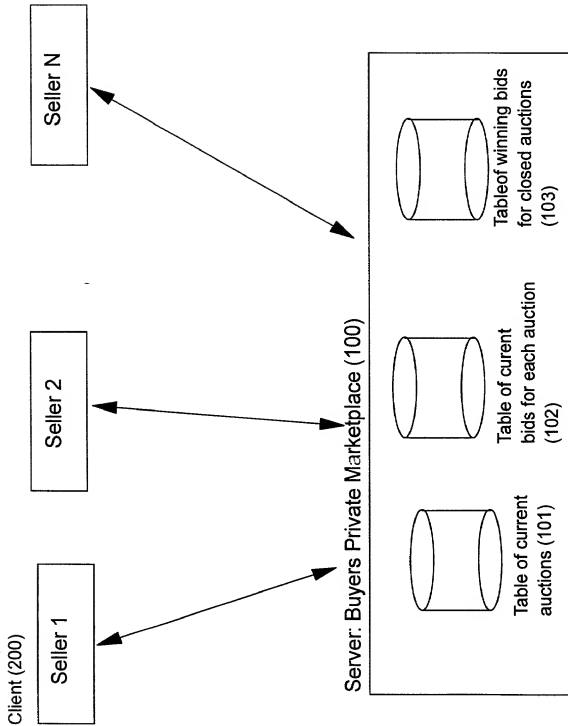 Client (200)
Seller 1
Seller 2
Seller N
Server: Buyers Private Marketplace (100)
Table of current
auctions (101)
Table of curent
bids for each auction
(102)
Tableof winning bids
for closed auctions
(103)